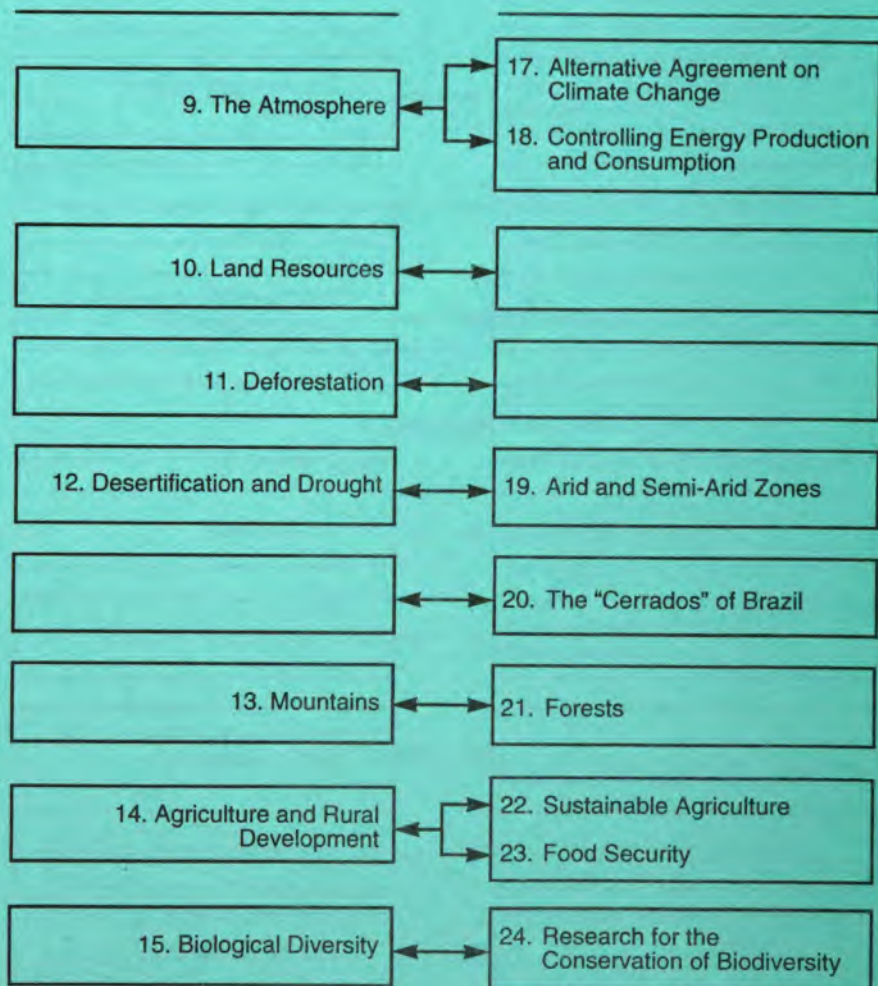 9. The Atmosphere
17. Alternative Agreement on
Climate Change
18. Controlling Energy Production
and Consumption
10. Land Resources
11. Deforestation
12. Desertification and Drought
19. Arid and Semi-Arid Zones
20. The "Cerrados" of Brazil
13. Mountains
21. Forests
14. Agriculture and Rural
Development
22. Sustainable Agriculture
23. Food Security
15. Biological Diversity
24. Research for the
Conservation of Biodiversity